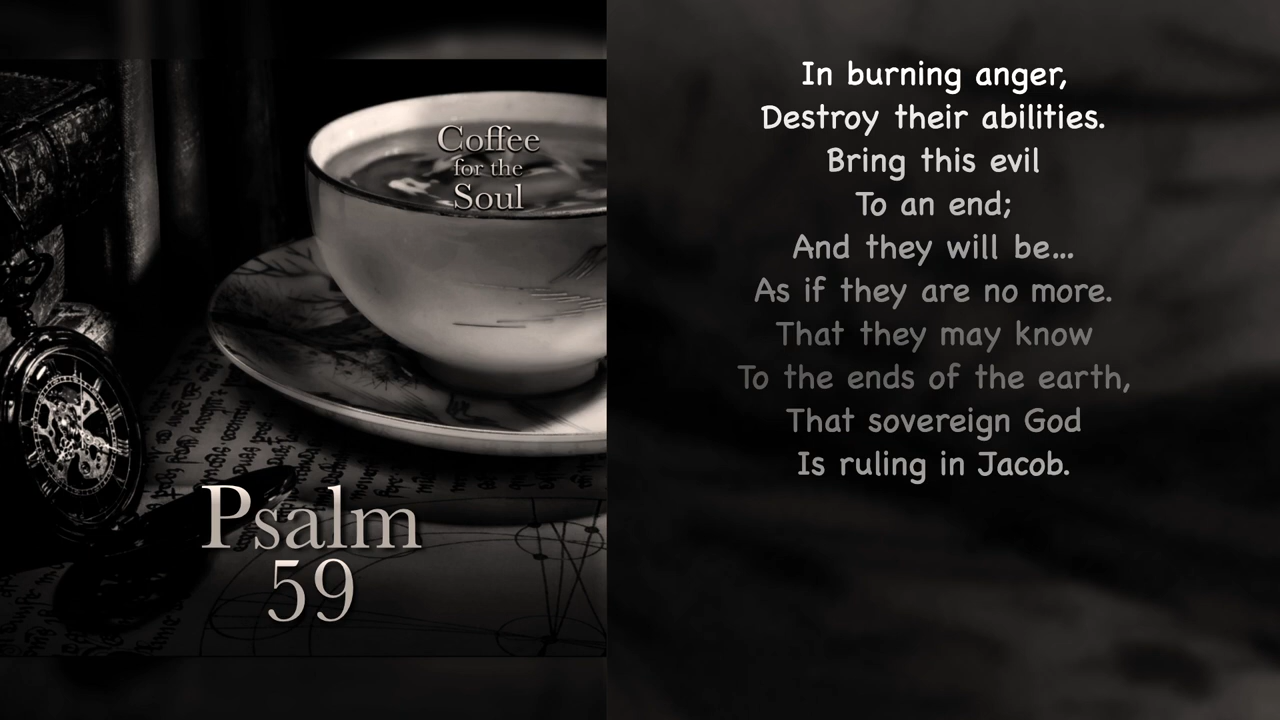 Coffee
for the
Soul
Psalm
59
In burning anger,
Destroy their abilities.
Bring this evil
To an end;
And they will be...
As if they are no more.
That they may know
To the ends of the earth,
That sovereign God
Is ruling in Jacob.